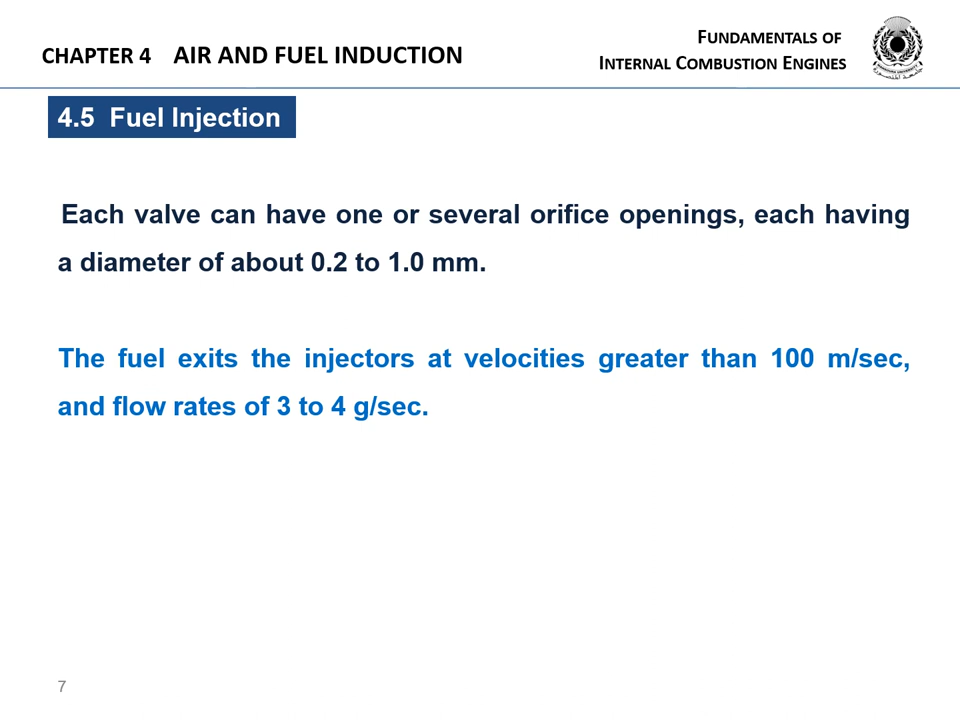 FUNDAMENTALS OF
CHAPTER 4 AIR AND FUEL INDUCTION
INTERNAL COMBUSTION ENGINES
4.5 Fuel Injection
Each valve can have one or several orifice openings, each having
a diameter of about 0.2 to 1.0 mm.
The fuel exits the injectors at velocities greater than 100 m/sec,
and flow rates of 3 to 4 g/sec.
7